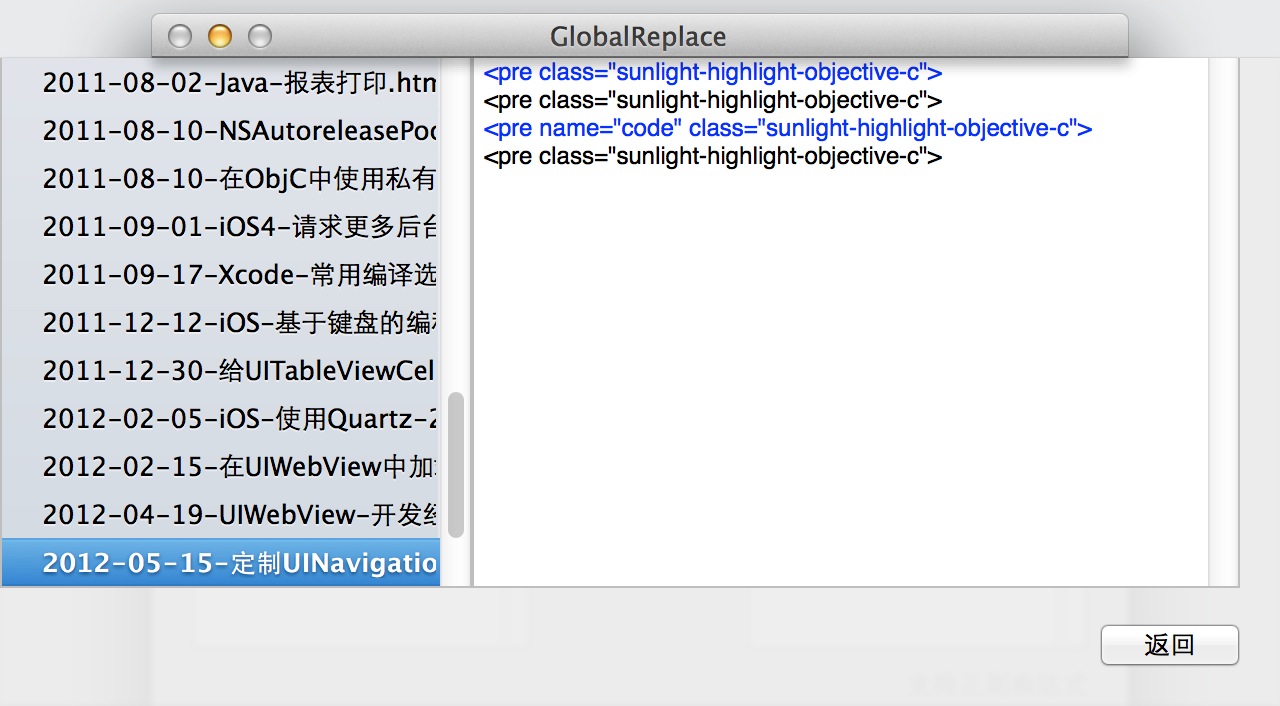 GlobalReplace
2011-08-02-Java-报表打印.htm
2011-08-10-NSAutoreleasePoo
2011-08-10-在ObjC中使用私有
2011-09-01-iOS4-请求更多后台
2011-09-17-Xcode-常用编译选
2011-12-12-iOS-基于键盘的编程
2011-12-30-给UITableViewCel
2012-02-05-iOS-使用Quartz-2
2012-02-15-在UIWebView中加
2012-04-19-UIWebView-开发经
2012-05-15-定制UINavigatio
<pre class="sunlight-highlight-objective-c">
<pre class="sunlight-highlight-objective-c">
<pre name="code" class="sunlight-highlight-objective-c">
<pre class="sunlight-highlight-objective-c">
返回